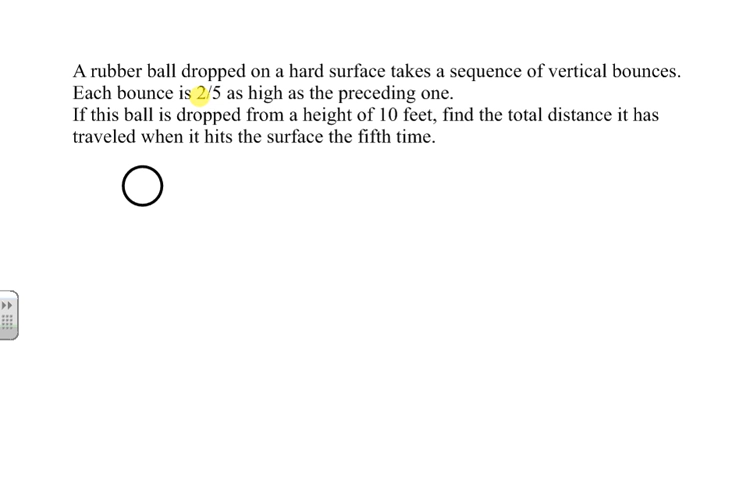 A rubber ball dropped on a hard surface takes a sequence of vertical bounces.
Each bounce is 2/5 as high as the preceding one.
If this ball is dropped from a height of 10 feet, find the total distance it has
traveled when it hits the surface the fifth time.